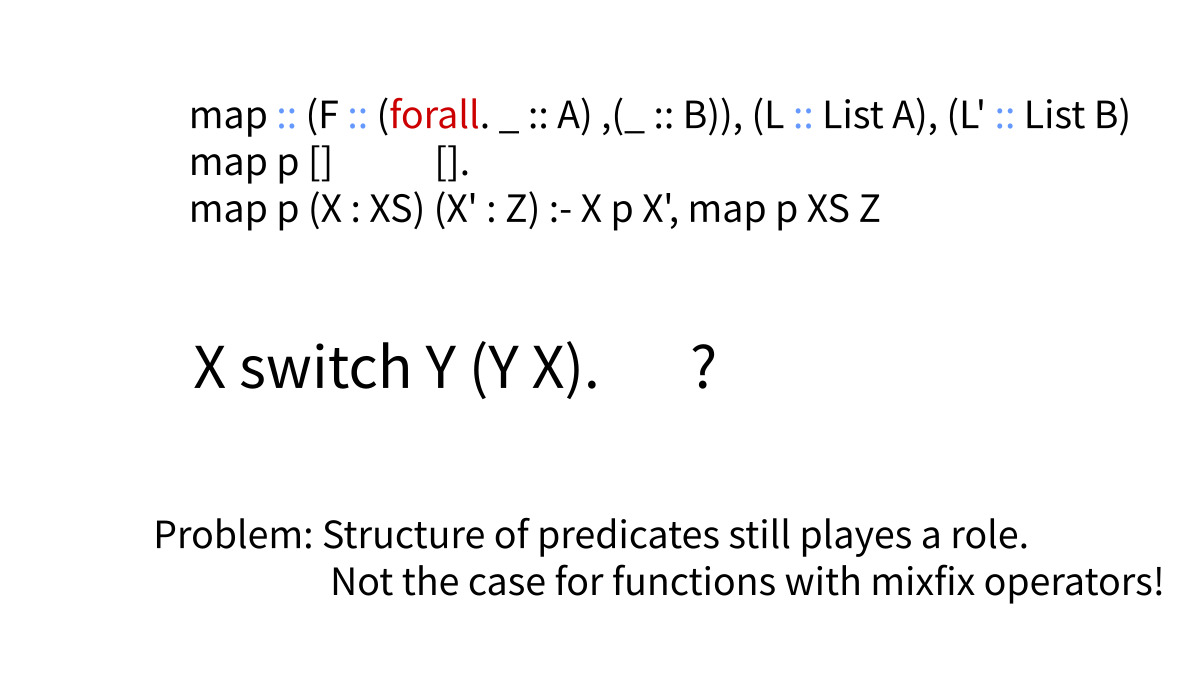 map :: (F :: (forall. _ :: A) ,(_ :: B)), (L :: List A), (L' :: List B)
map p [] [].
map p (X : XS) (X' : Z) :- X p X', map p XS Z
X switch Y (Y X). ?
Problem: Structure of predicates still playes a role.
Not the case for functions with mixfix operators!